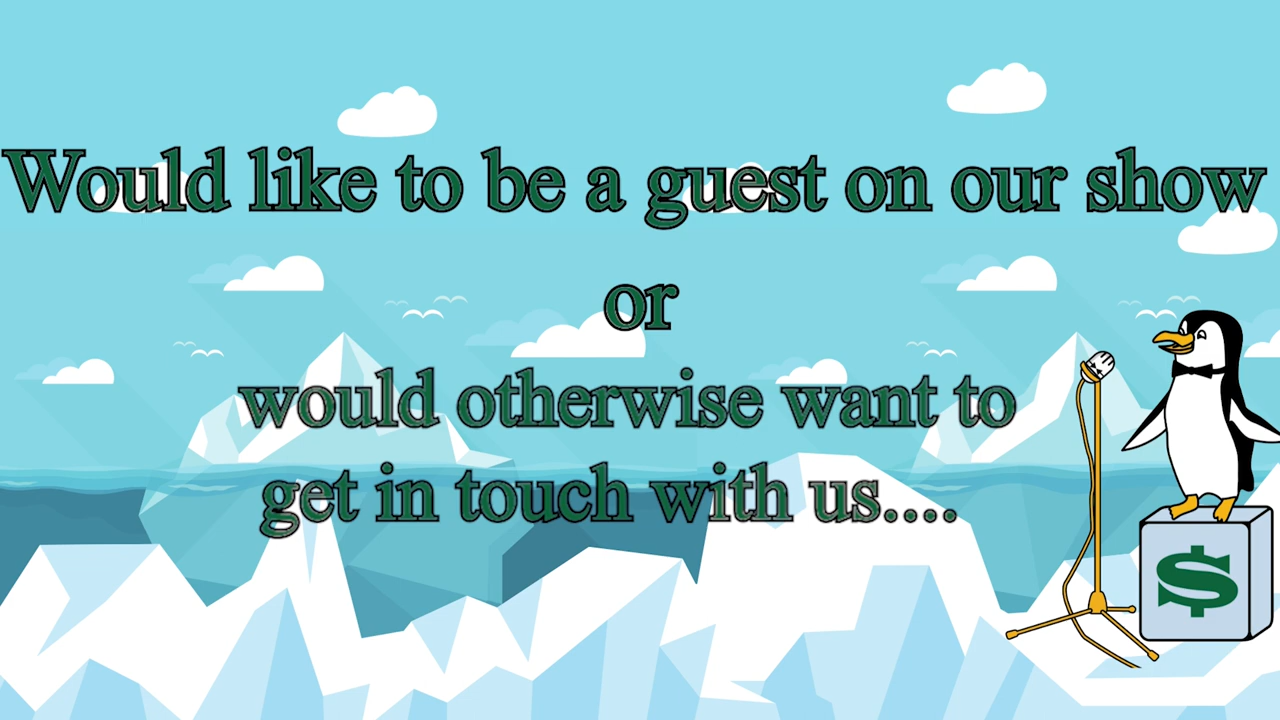 Would like to be a guest on our show
or
would otherwise want to
get in touch with us....
$